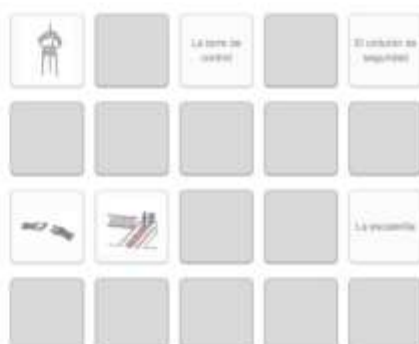 La torre de
control
El cinturón de
seguridad
La escalerilla